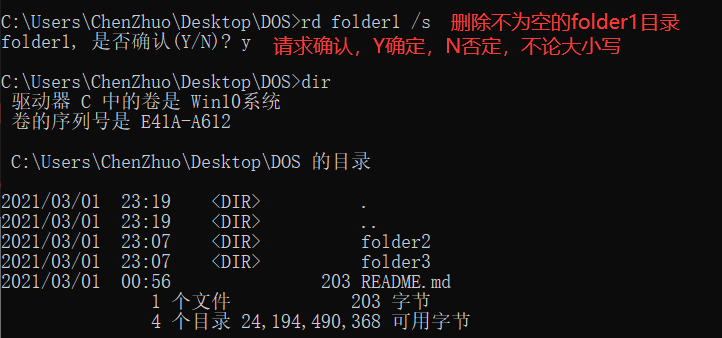 C:\Users\ChenZhuo\Desktop\DOS>rd folder1 /s 删除不为空的folder1目录
folder1, 是否确认(Y/N)? y 请求确认，Y确定，N否定，不论大小写
C:\Users\ChenZhuo\Desktop\DOS>dir
驱动器 C 中的卷是 Win10系统
卷的序列号是 E41A-A612
C:\Users\ChenZhuo\Desktop\DOS 的目录
2021/03/01 23:19 <DIR> .
2021/03/01 23:19 <DIR> ..
2021/03/01 23:07 <DIR> folder2
2021/03/01 23:07 <DIR> folder3
2021/03/01 00:56 203 README.md
1 个文件 203 字节
4 个目录 24,194,490,368 可用字节